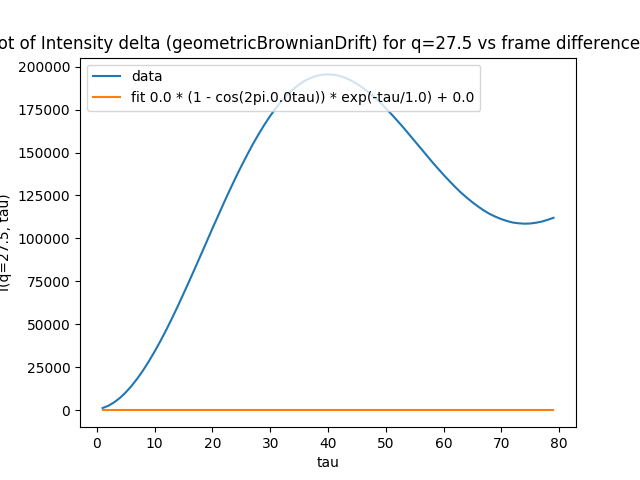 ot of Intensity delta (geometricBrownianDrift) for q=27.5 vs frame difference
data
fit 0.0 * (1 - cos(2pi.0.0tau)) * exp(-tau/1.0) + 0.0
200000
175000
150000
125000
100000
75000
50000
25000
0
I(q=27.5, tau)
0 10 20 30 40 50 60 70 80
tau